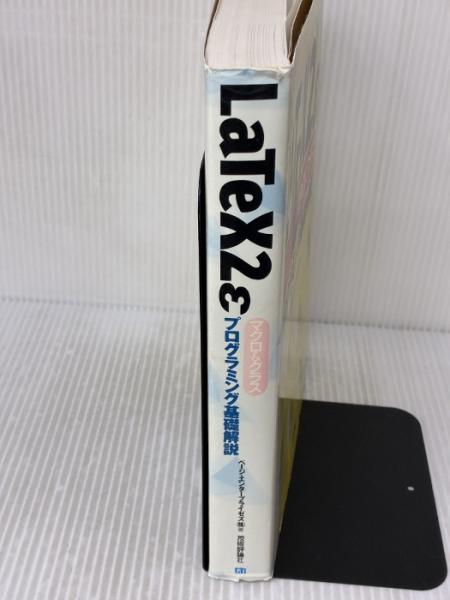 LaTeX2ε
マクロ&クラス
プログラミング基礎解説
ページ・エンタープライゼズ㈱ 著
技術評論社